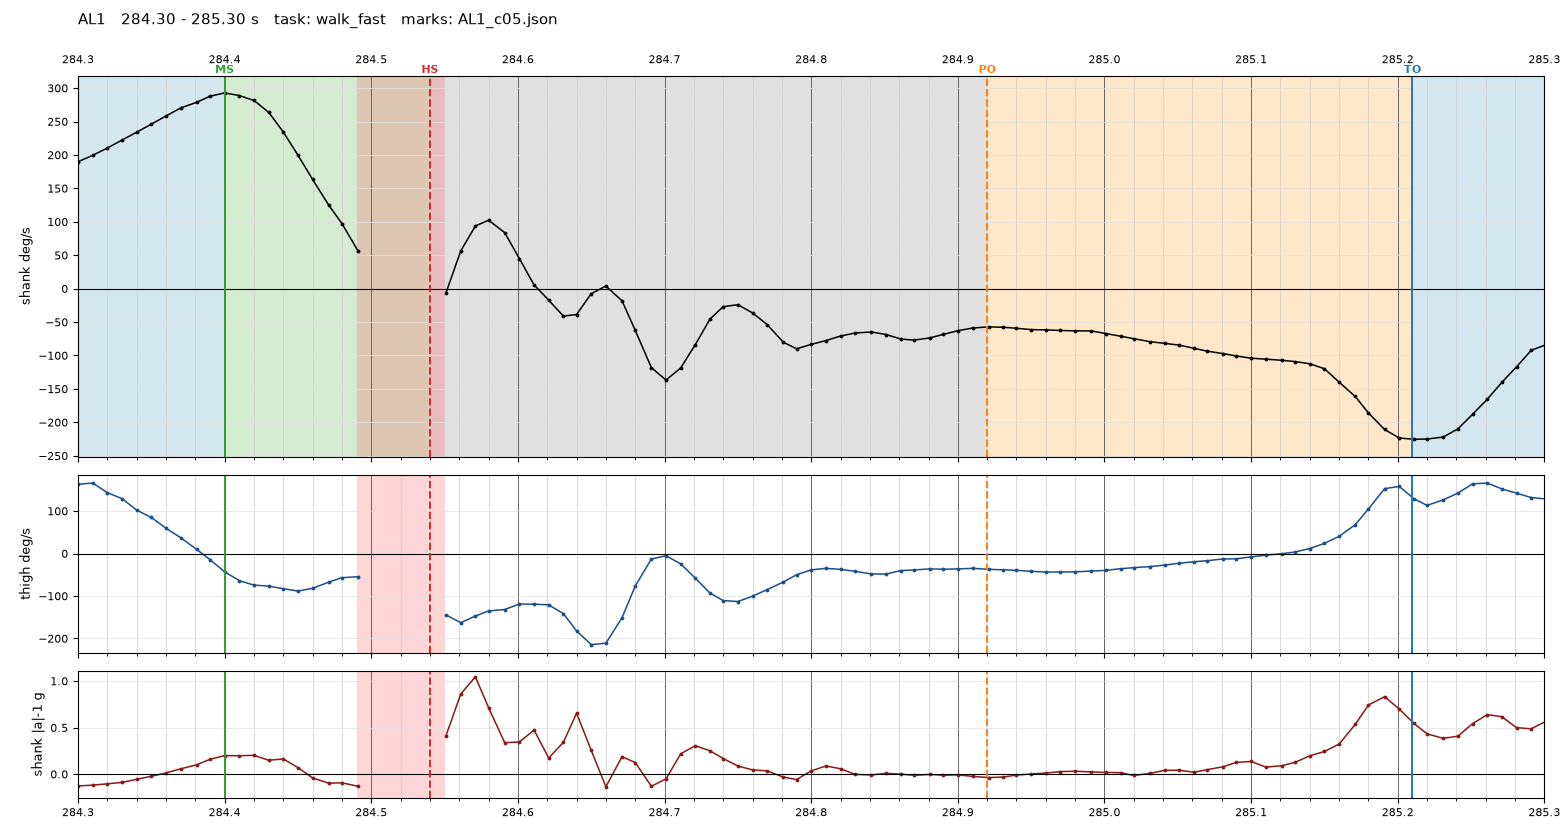 AL1   284.30 - 285.30 s   task: walk_fast   marks: AL1_c05.json
284.3 284.4 284.5 284.6 284.7 284.8 284.9 285.0 285.1 285.2 285.3
MS HS PO TO
shank deg/s
300
250
200
150
100
50
0
−50
−100
−150
−200
−250
thigh deg/s
100
0
−100
−200
shank |a|-1 g
1.0
0.5
0.0
284.3 284.4 284.5 284.6 284.7 284.8 284.9 285.0 285.1 285.2 285.3